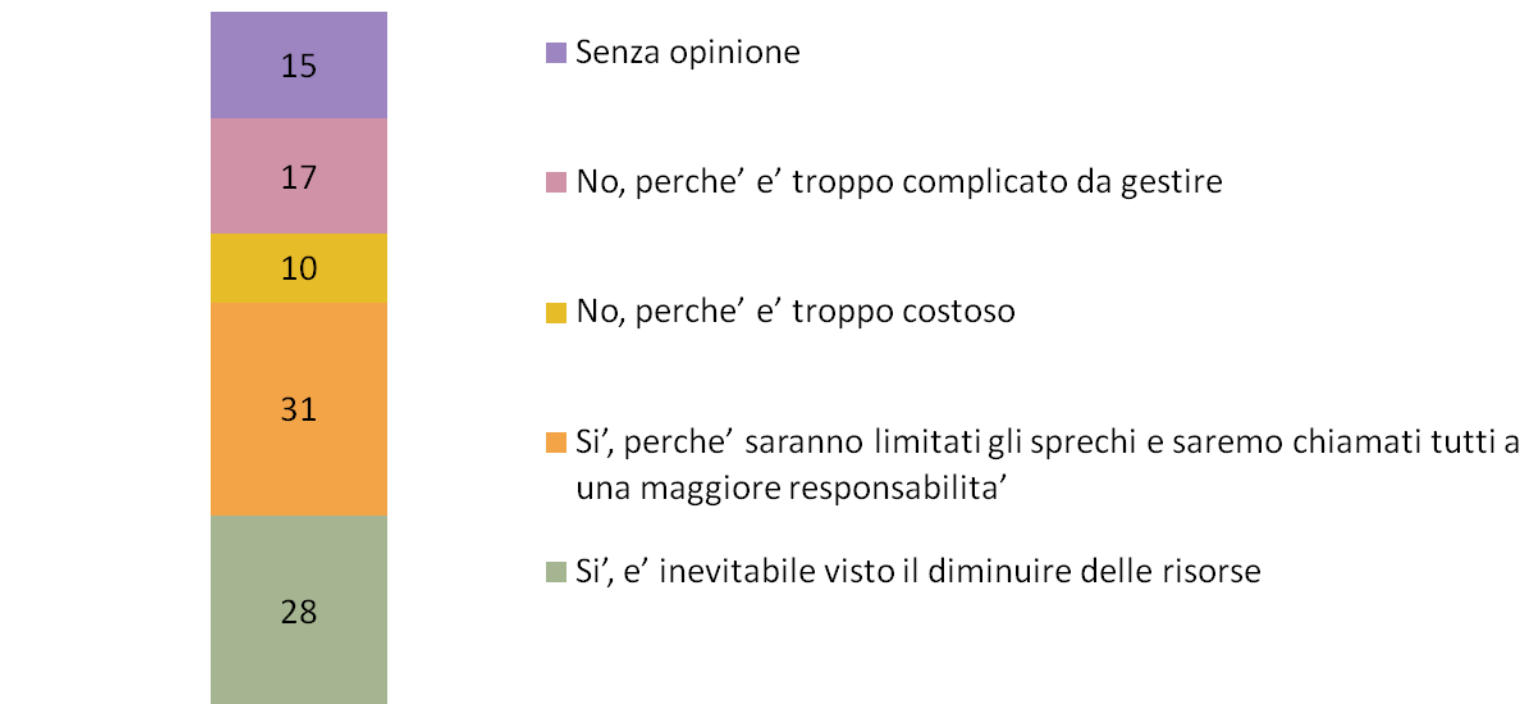 15
Senza opinione
17
No, perche’ e’ troppo complicato da gestire
10
No, perche’ e’ troppo costoso
31
Si’, perche’ saranno limitati gli sprechi e saremo chiamati tutti a
una maggiore responsabilita’
28
Si’, e’ inevitabile visto il diminuire delle risorse